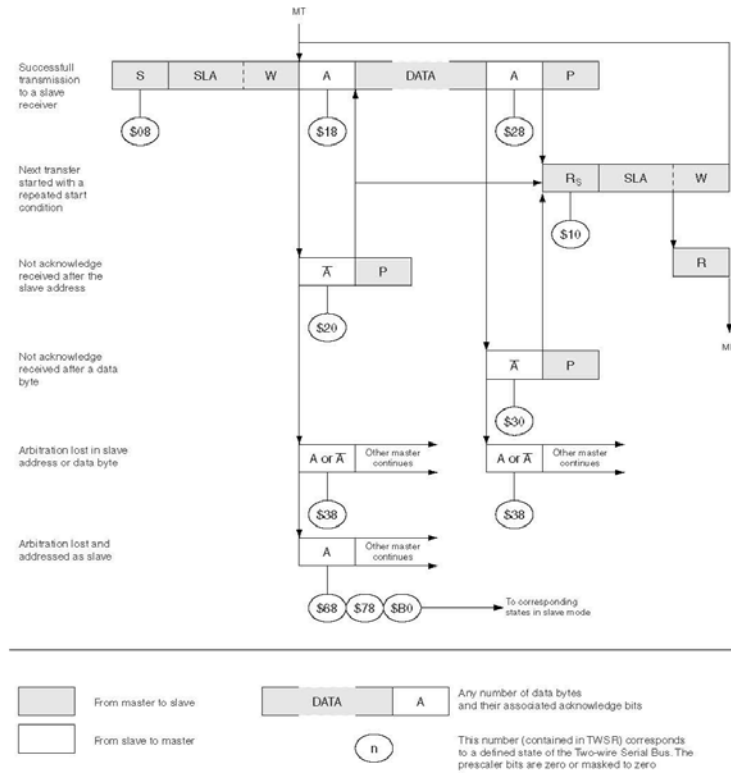 MT
Successfull
transmission
to a slave
receiver
S SLA W A DATA A P
$08 $18 $28
Next transfer
started with a
repeated start
condition
Rs SLA W
$10
Not acknowledge
received after the
slave address
A̅ P
R
$20
Not acknowledge
received after a data
byte
A̅ P
$30
Arbitration lost in slave
address or data byte
A or A̅ Other master
continues
A or A̅ Other master
continues
$38 $38
Arbitration lost and
addressed as slave
A Other master
continues
$68 $78 $B0
To corresponding
states in slave mode
From master to slave
DATA A
Any number of data bytes
and their associated acknowledge bits
From slave to master
n
This number (contained in TWSR) corresponds
to a defined state of the Two-wire Serial Bus. The
prescaler bits are zero or masked to zero